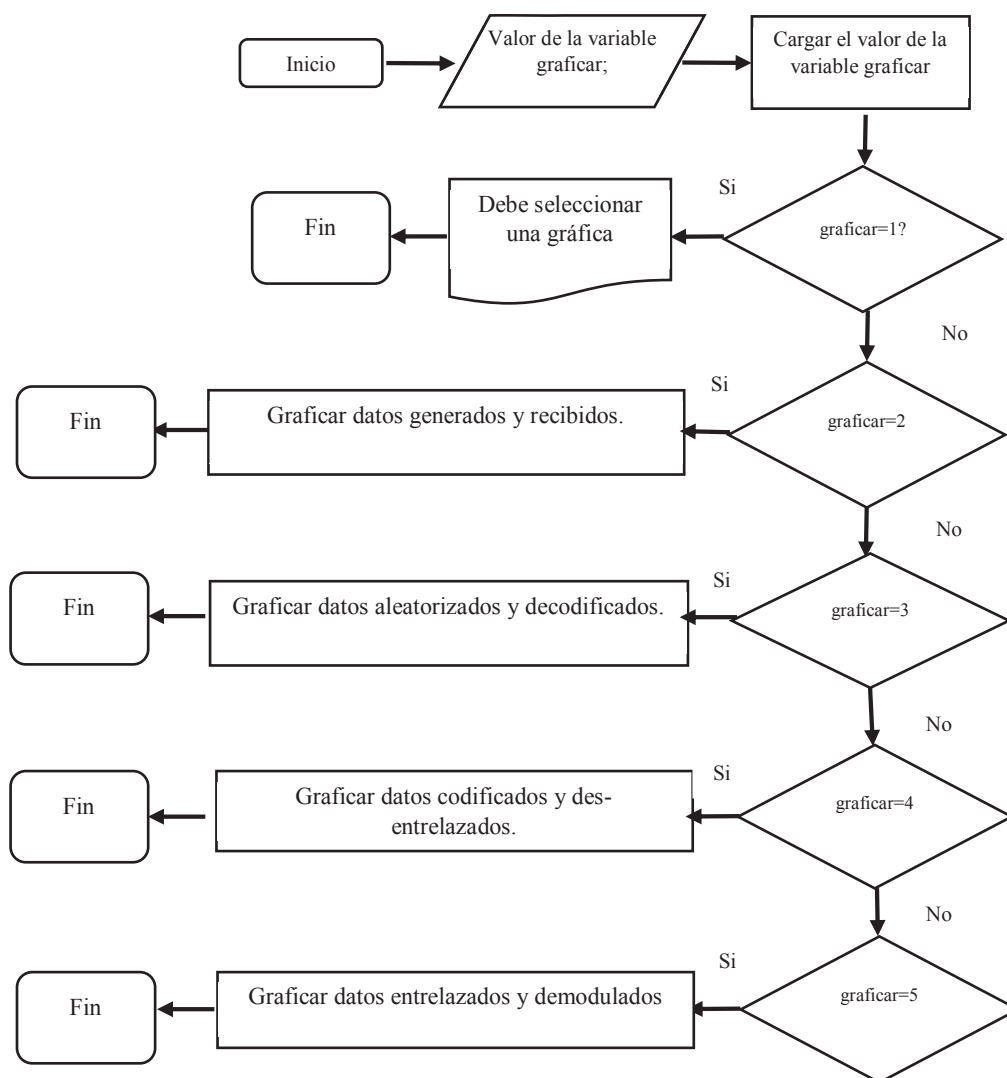 Inicio
Valor de la variable
graficar;
Cargar el valor de la
variable graficar
graficar=1?
Si
Debe seleccionar
una gráfica
Fin
No
graficar=2
Si
Graficar datos generados y recibidos.
Fin
No
graficar=3
Si
Graficar datos aleatorizados y decodificados.
Fin
No
graficar=4
Si
Graficar datos codificados y des-
entrelazados.
Fin
No
graficar=5
Si
Graficar datos entrelazados y demodulados
Fin